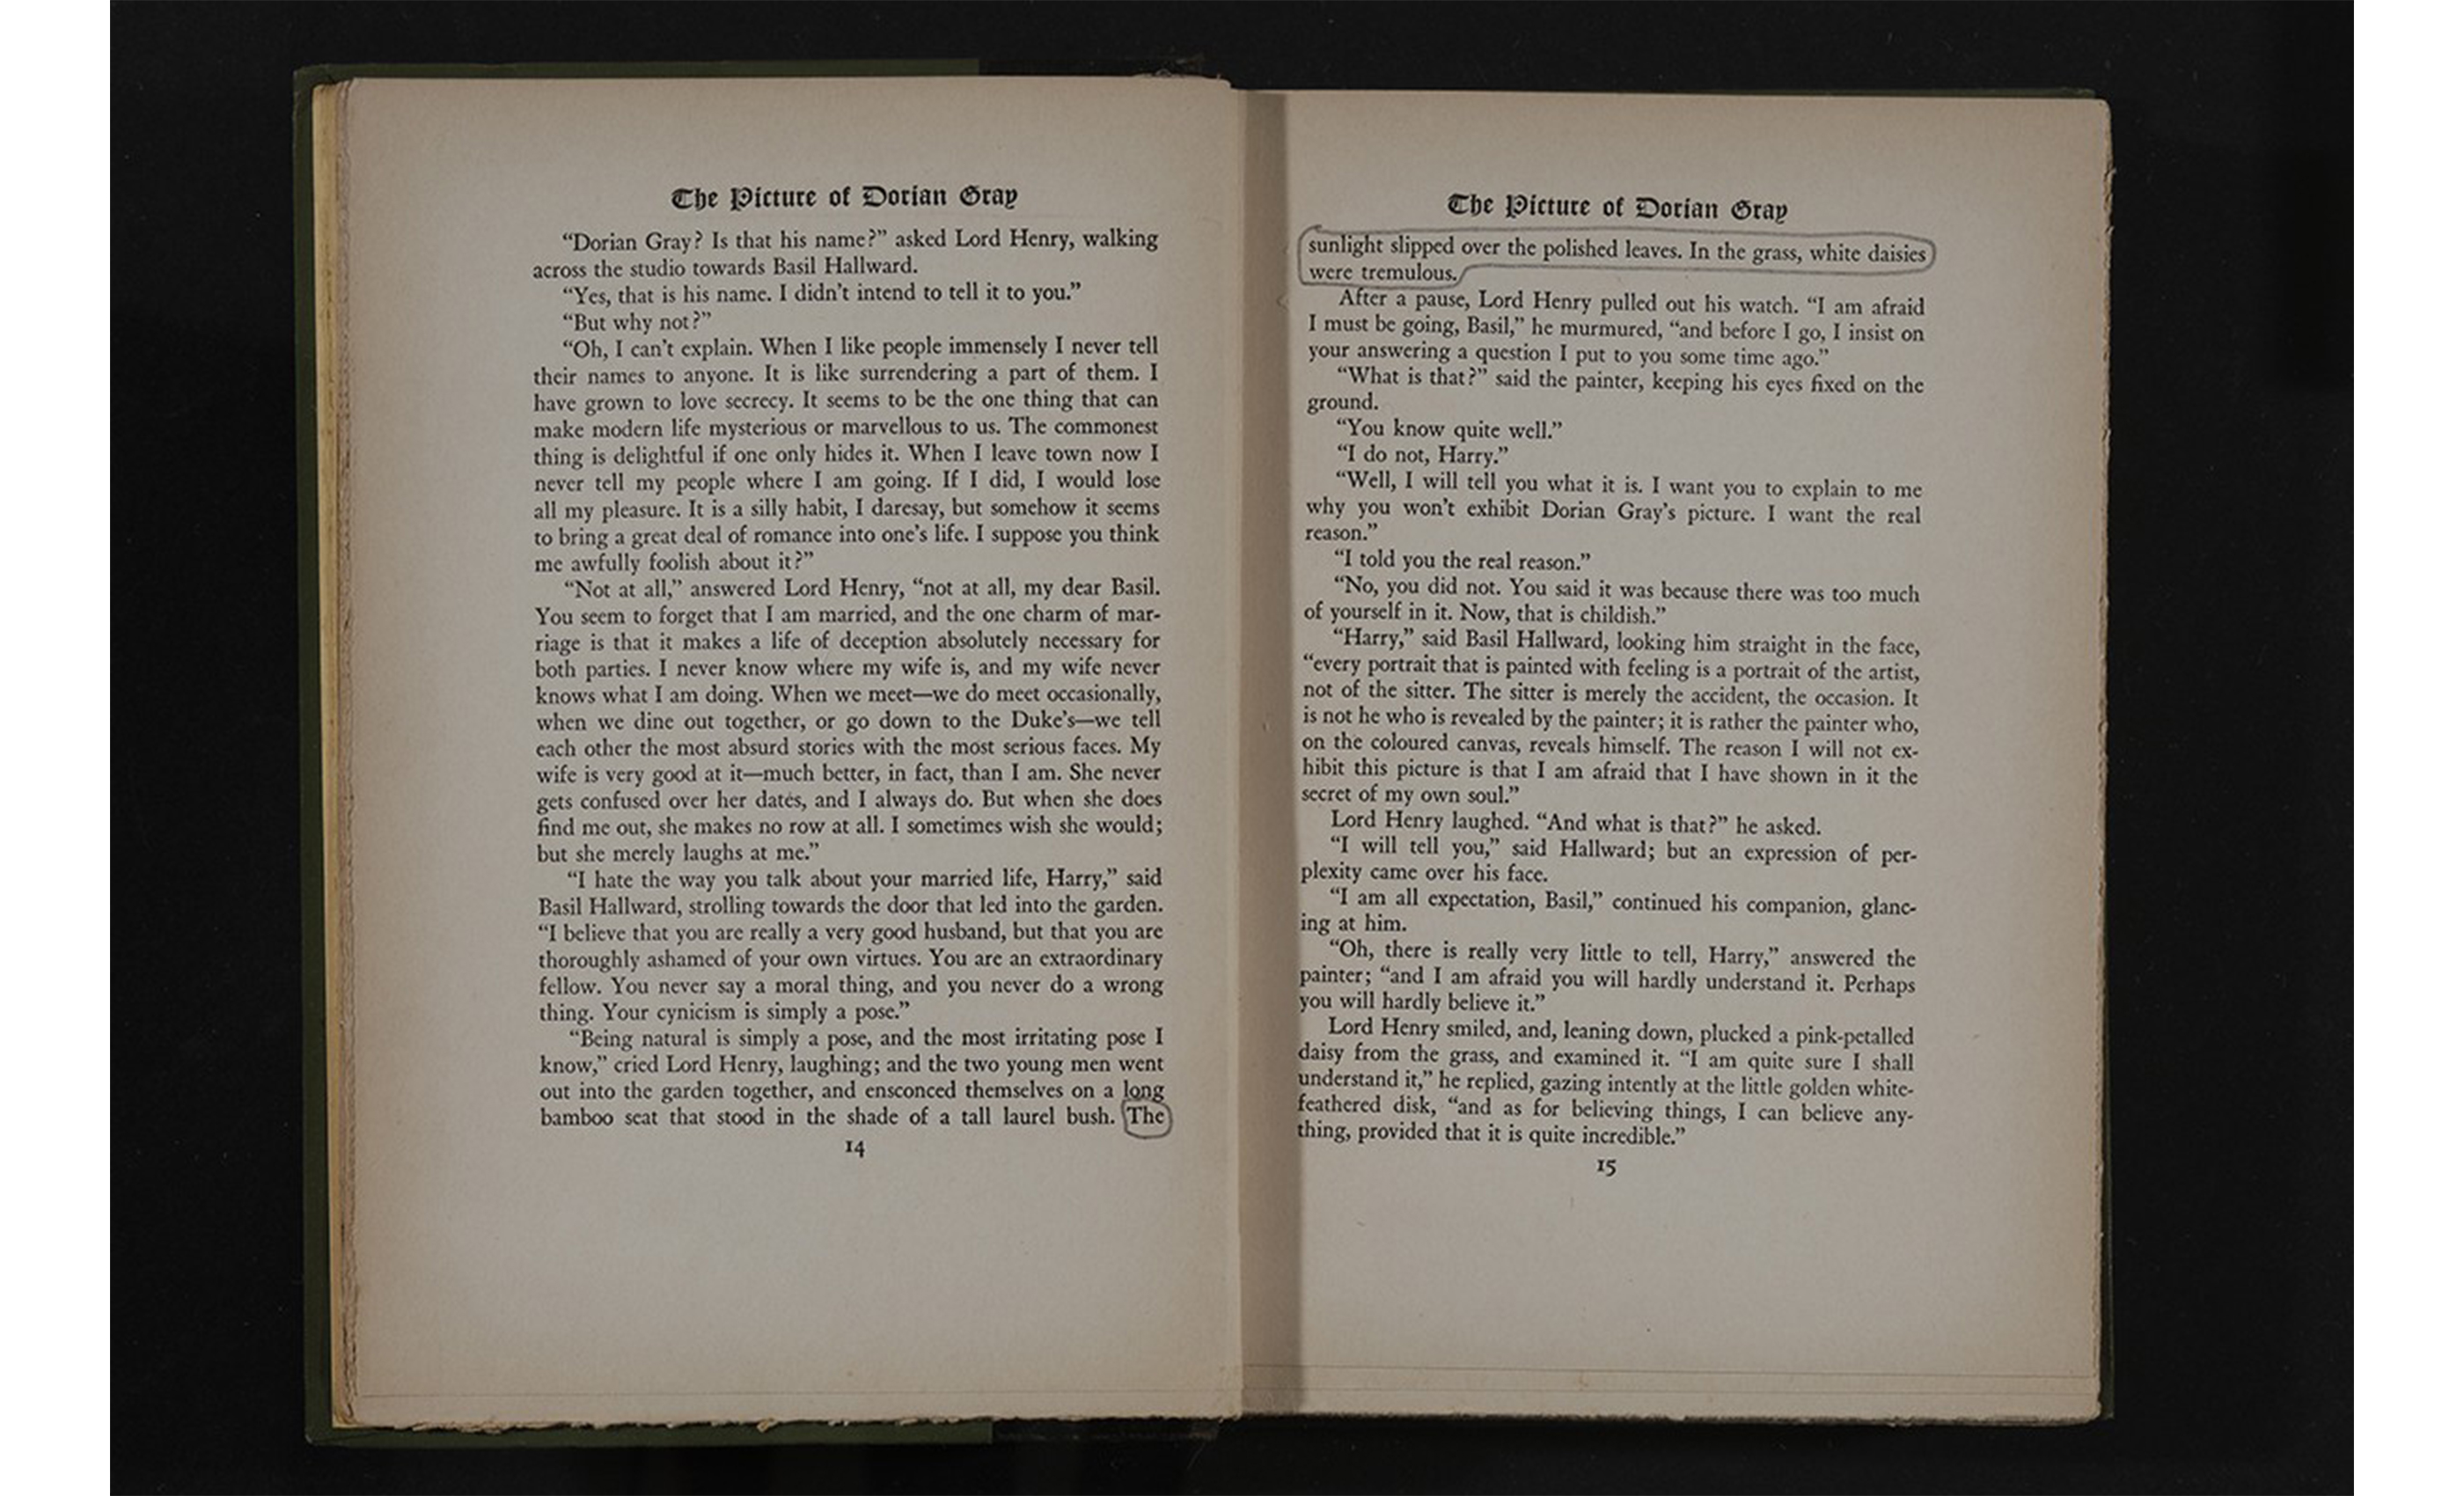 The Picture of Dorian Gray
“Dorian Gray? Is that his name?” asked Lord Henry, walking
across the studio towards Basil Hallward.
“Yes, that is his name. I didn’t intend to tell it to you.”
“But why not?”
“Oh, I can’t explain. When I like people immensely I never tell
their names to anyone. It is like surrendering a part of them. I
have grown to love secrecy. It seems to be the one thing that can
make modern life mysterious or marvellous to us. The commonest
thing is delightful if one only hides it. When I leave town now I
never tell my people where I am going. If I did, I would lose
all my pleasure. It is a silly habit, I daresay, but somehow it seems
to bring a great deal of romance into one’s life. I suppose you think
me awfully foolish about it?”
“Not at all,” answered Lord Henry, “not at all, my dear Basil.
You seem to forget that I am married, and the one charm of mar-
riage is that it makes a life of deception absolutely necessary for
both parties. I never know where my wife is, and my wife never
knows what I am doing. When we meet—we do meet occasionally,
when we dine out together, or go down to the Duke’s—we tell
each other the most absurd stories with the most serious faces. My
wife is very good at it—much better, in fact, than I am. She never
gets confused over her dates, and I always do. But when she does
find me out, she makes no row at all. I sometimes wish she would;
but she merely laughs at me.”
“I hate the way you talk about your married life, Harry,” said
Basil Hallward, strolling towards the door that led into the garden.
“I believe that you are really a very good husband, but that you are
thoroughly ashamed of your own virtues. You are an extraordinary
fellow. You never say a moral thing, and you never do a wrong
thing. Your cynicism is simply a pose.”
“Being natural is simply a pose, and the most irritating pose I
know,” cried Lord Henry, laughing; and the two young men went
out into the garden together, and ensconced themselves on a long
bamboo seat that stood in the shade of a tall laurel bush. The
14
The Picture of Dorian Gray
sunlight slipped over the polished leaves. In the grass, white daisies
were tremulous.
After a pause, Lord Henry pulled out his watch. “I am afraid
I must be going, Basil,” he murmured, “and before I go, I insist on
your answering a question I put to you some time ago.”
“What is that?” said the painter, keeping his eyes fixed on the
ground.
“You know quite well.”
“I do not, Harry.”
“Well, I will tell you what it is. I want you to explain to me
why you won’t exhibit Dorian Gray’s picture. I want the real
reason.”
“I told you the real reason.”
“No, you did not. You said it was because there was too much
of yourself in it. Now, that is childish.”
“Harry,” said Basil Hallward, looking him straight in the face,
“every portrait that is painted with feeling is a portrait of the artist,
not of the sitter. The sitter is merely the accident, the occasion. It
is not he who is revealed by the painter; it is rather the painter who,
on the coloured canvas, reveals himself. The reason I will not ex-
hibit this picture is that I am afraid that I have shown in it the
secret of my own soul.”
Lord Henry laughed. “And what is that?” he asked.
“I will tell you,” said Hallward; but an expression of per-
plexity came over his face.
“I am all expectation, Basil,” continued his companion, glanc-
ing at him.
“Oh, there is really very little to tell, Harry,” answered the
painter; “and I am afraid you will hardly understand it. Perhaps
you will hardly believe it.”
Lord Henry smiled, and, leaning down, plucked a pink-petalled
daisy from the grass, and examined it. “I am quite sure I shall
understand it,” he replied, gazing intently at the little golden white-
feathered disk, “and as for believing things, I can believe any-
thing, provided that it is quite incredible.”
15